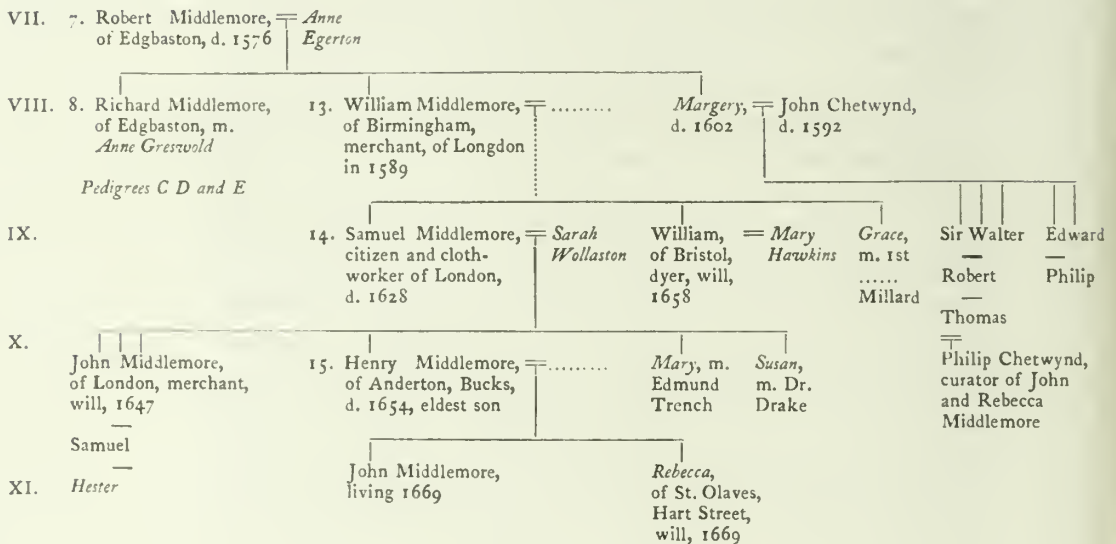 VII. 7. Robert Middlemore, = Anne
of Edgbaston, d. 1576 Egerton
VIII. 8. Richard Middlemore,
of Edgbaston, m.
Anne Greswold
Pedigrees C D and E
13. William Middlemore, = .........
of Birmingham,
merchant, of Longdon
in 1589
Margery, = John Chetwynd,
d. 1602 d. 1592
IX. 14. Samuel Middlemore, = Sarah
citizen and cloth- Wollaston
worker of London,
d. 1628
William, = Mary
of Bristol, Hawkins
dyer, will,
1658
Grace,
m. 1st
......
Millard
Sir Walter
—
Robert
—
Thomas
Philip Chetwynd,
curator of John
and Rebecca
Middlemore
Edward
—
Philip
X.
John Middlemore,
of London, merchant,
will, 1647
—
Samuel
—
Hester
15. Henry Middlemore, = .........
of Anderton, Bucks,
d. 1654, eldest son
Mary, m.
Edmund
Trench
Susan,
m. Dr.
Drake
XI.
John Middlemore,
living 1669
Rebecca,
of St. Olaves,
Hart Street,
will, 1669